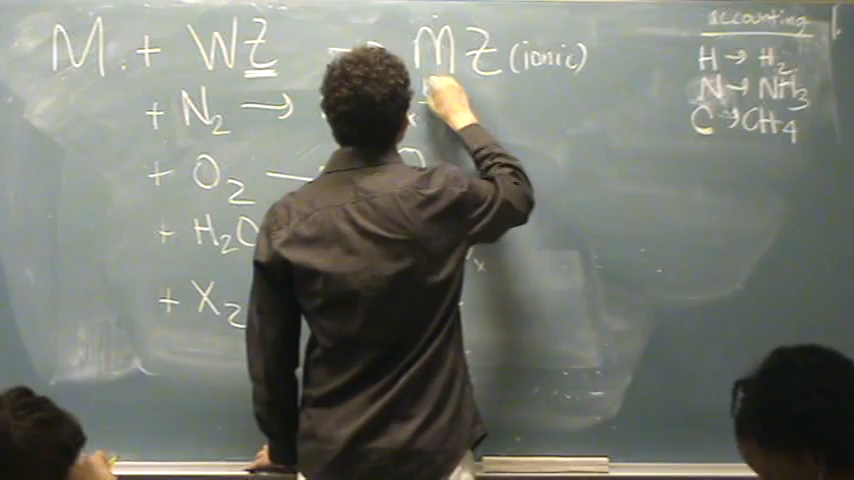 M. + WZ → MZ (ionic)
+ N2 →
+ O2
+ H2O
+ X2
accounting
H → H2
N → NH3
C → CH4